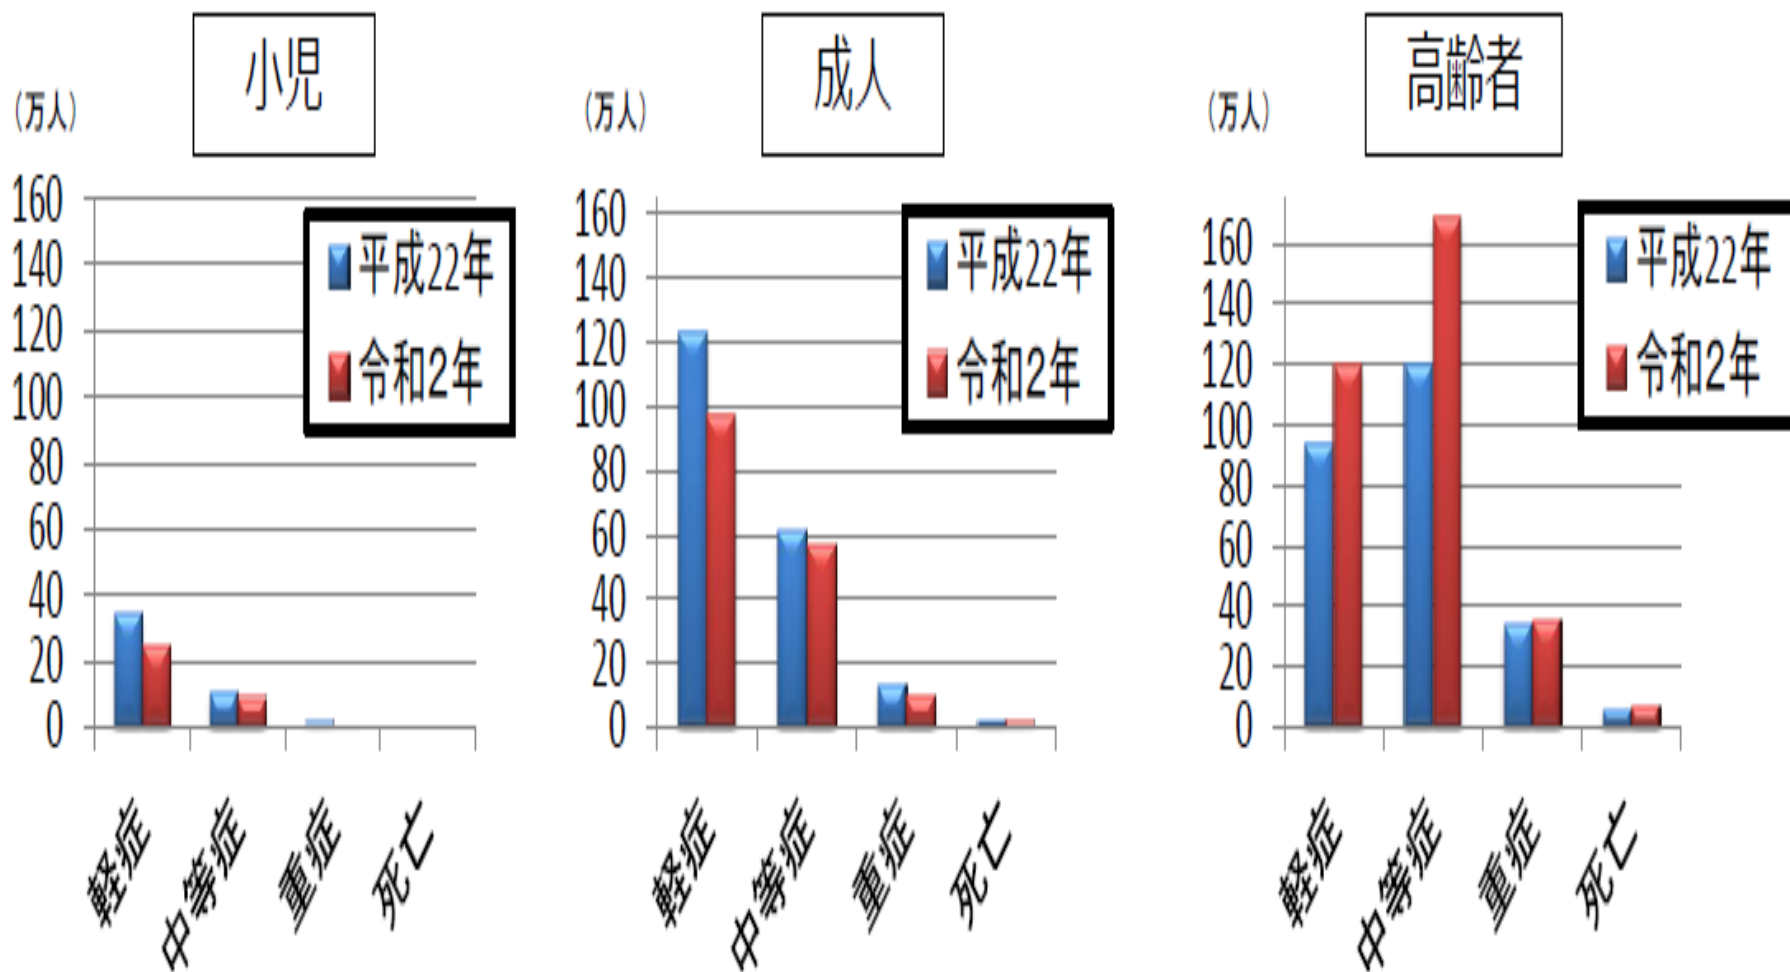 小児
(万人)
160
140
120
100
80
60
40
20
0
平成22年
令和2年
軽症
中等症
重症
死亡
成人
(万人)
160
140
120
100
80
60
40
20
0
平成22年
令和2年
軽症
中等症
重症
死亡
高齢者
(万人)
160
140
120
100
80
60
40
20
0
平成22年
令和2年
軽症
中等症
重症
死亡